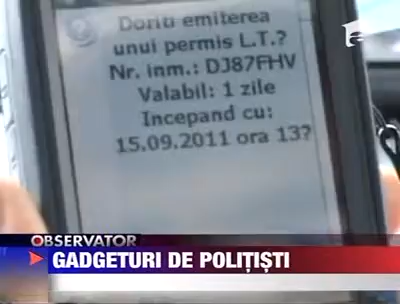 Doriti emiterea
unui permis L.T.?
Nr. inm.: DJ87FHV
Valabil: 1 zile
Incepand cu:
15.09.2011 ora 13?
OBSERVATOR
GADGETURI DE POLIȚIȘTI